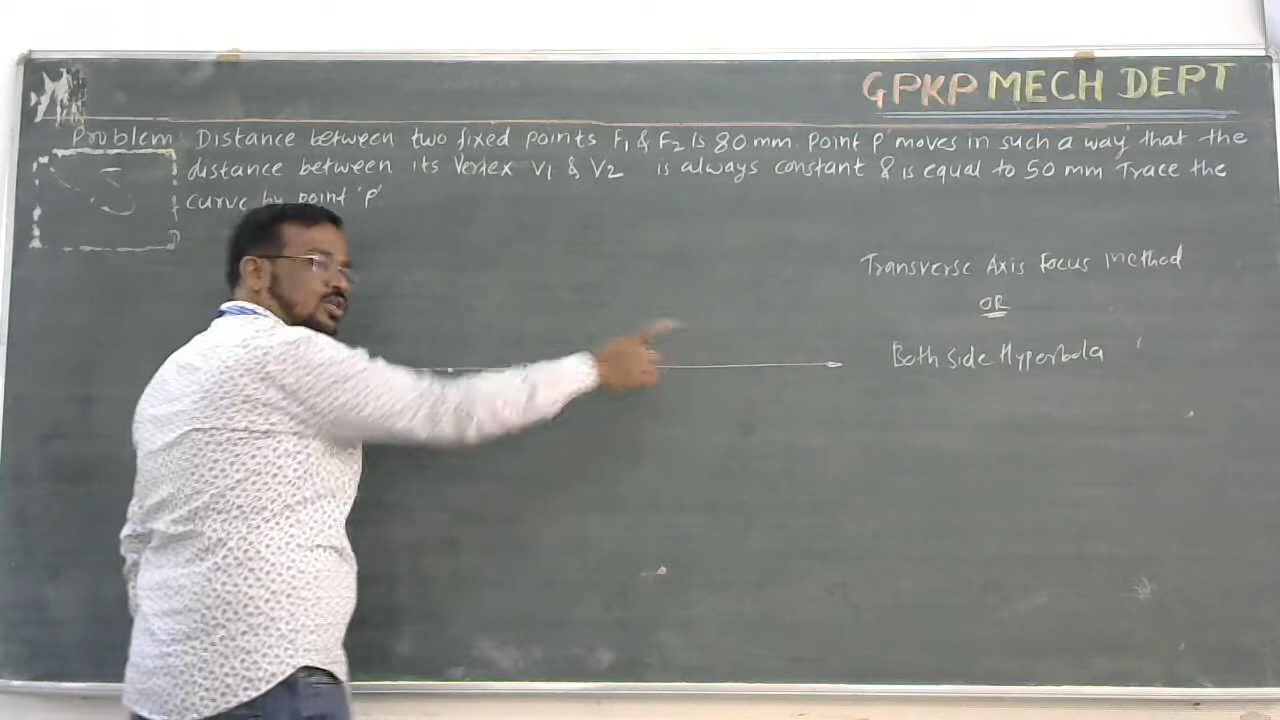 GPKP MECH DEPT
Problem: Distance between two fixed points F1 & F2 is 80 mm. Point 'P' moves in such a way that the
distance between its Vertex V1 & V2 is always constant & is equal to 50 mm Trace the
curve by point 'P'
Transverse Axis Focus Method
OR
Both side Hyperbola